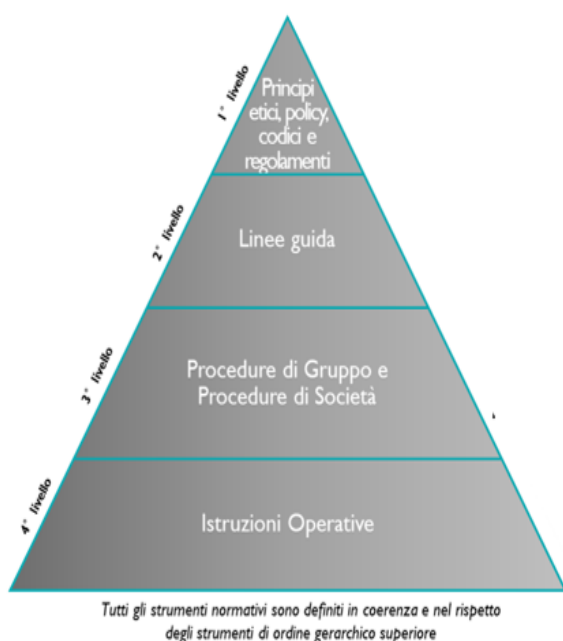 1° livello
Principi
etici, policy,
codici e
regolamenti
2° livello
Linee guida
3° livello
Procedure di Gruppo e
Procedure di Società
4° livello
Istruzioni Operative
Tutti gli strumenti normativi sono definiti in coerenza e nel rispetto
degli strumenti di ordine gerarchico superiore